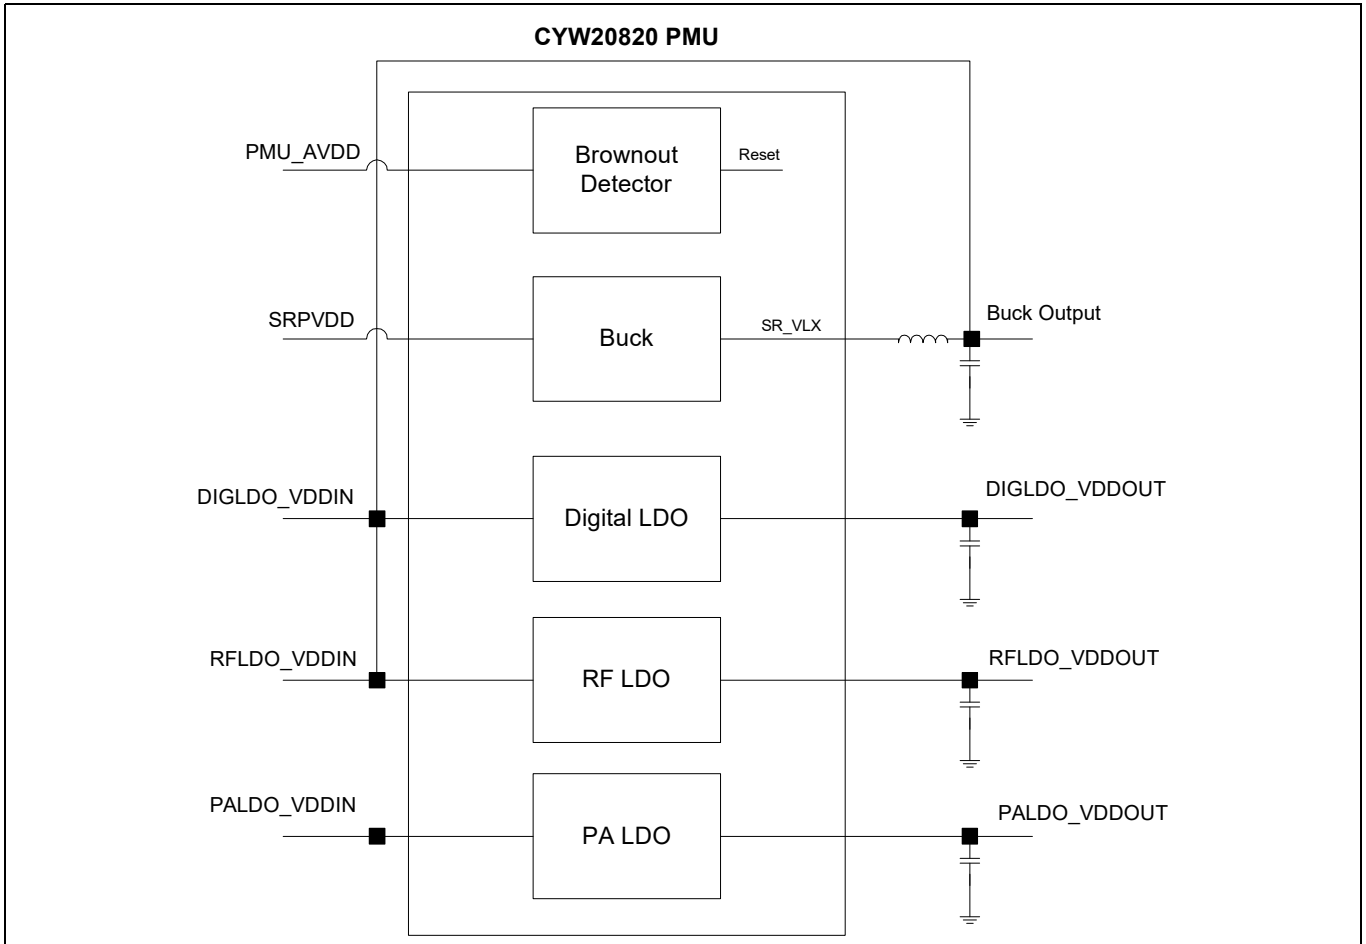 CYW20820 PMU
PMU_AVDD
Brownout
Detector
Reset
SRPVDD
Buck
SR_VLX
Buck Output
DIGLDO_VDDIN
Digital LDO
DIGLDO_VDDOUT
RFLDO_VDDIN
RF LDO
RFLDO_VDDOUT
PALDO_VDDIN
PA LDO
PALDO_VDDOUT